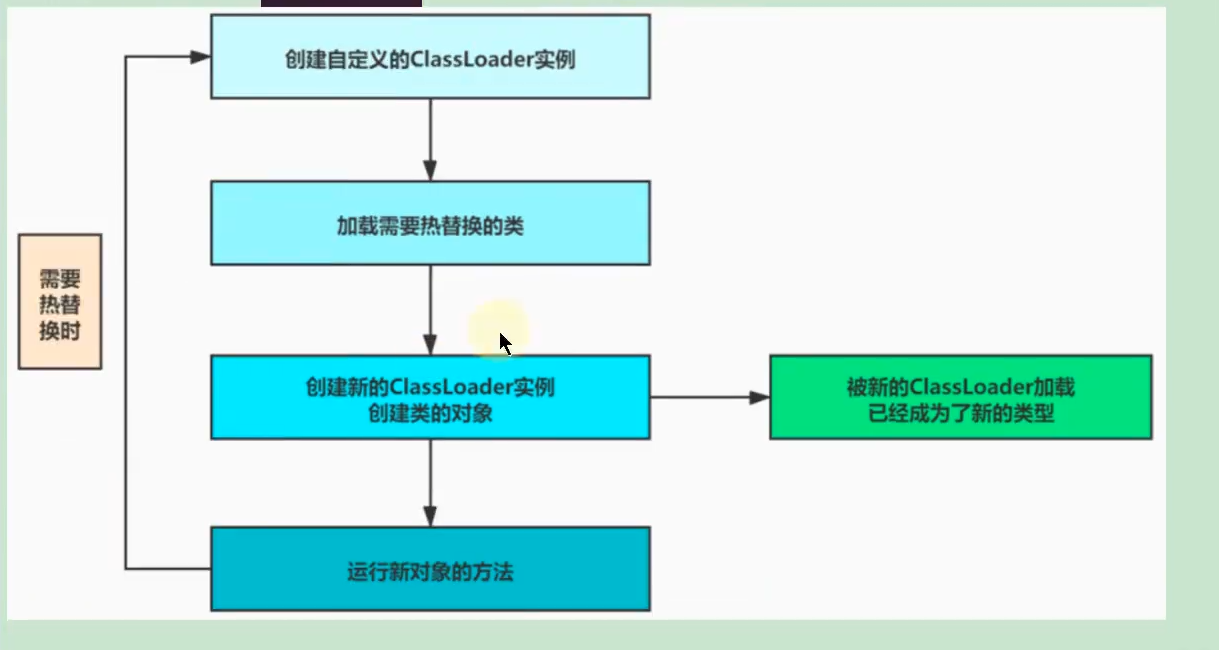 创建自定义的ClassLoader实例
加载需要热替换的类
需要
热替
换时
创建新的ClassLoader实例
创建类的对象
被新的ClassLoader加载
已经成为了新的类型
运行新对象的方法